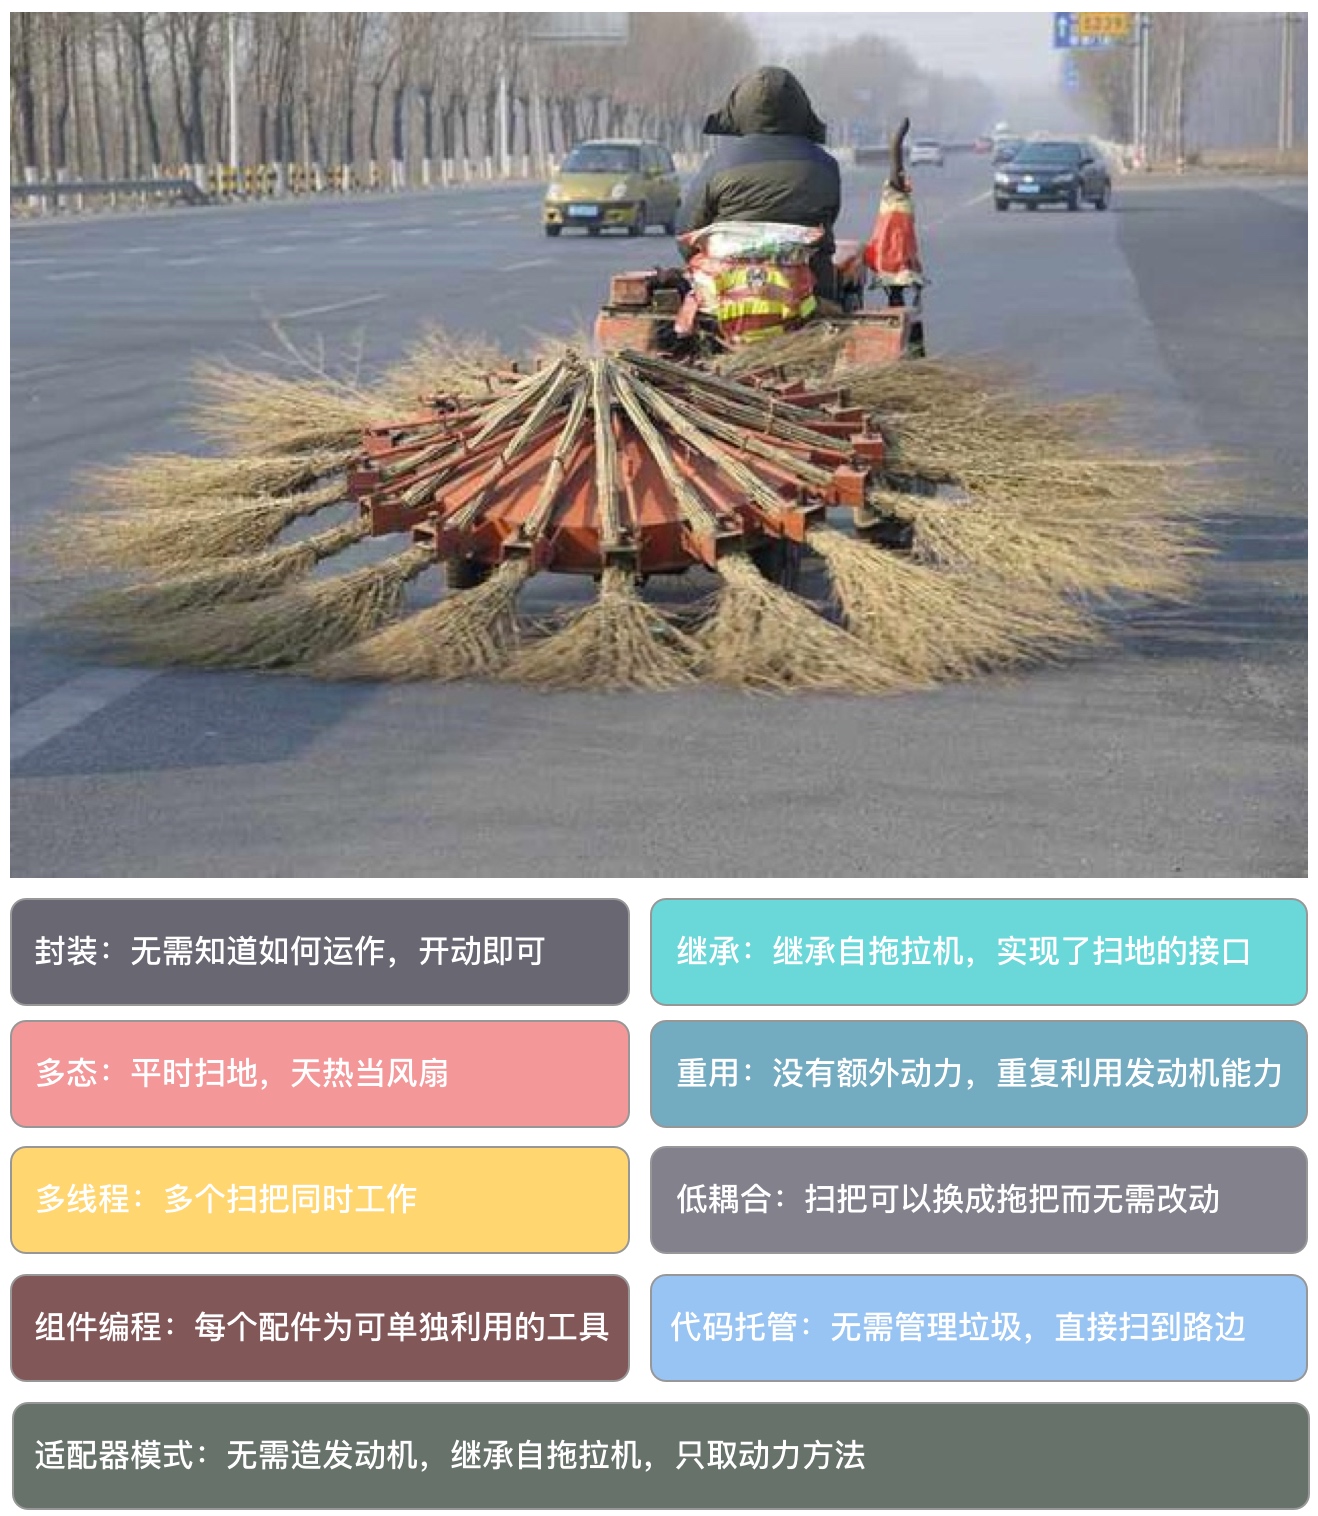 封装：无需知道如何运作，开动即可
继承：继承自拖拉机，实现了扫地的接口
多态：平时扫地，天热当风扇
重用：没有额外动力，重复利用发动机能力
多线程：多个扫把同时工作
低耦合：扫把可以换成拖把而无需改动
组件编程：每个配件为可单独利用的工具
代码托管：无需管理垃圾，直接扫到路边
适配器模式：无需造发动机，继承自拖拉机，只取动力方法